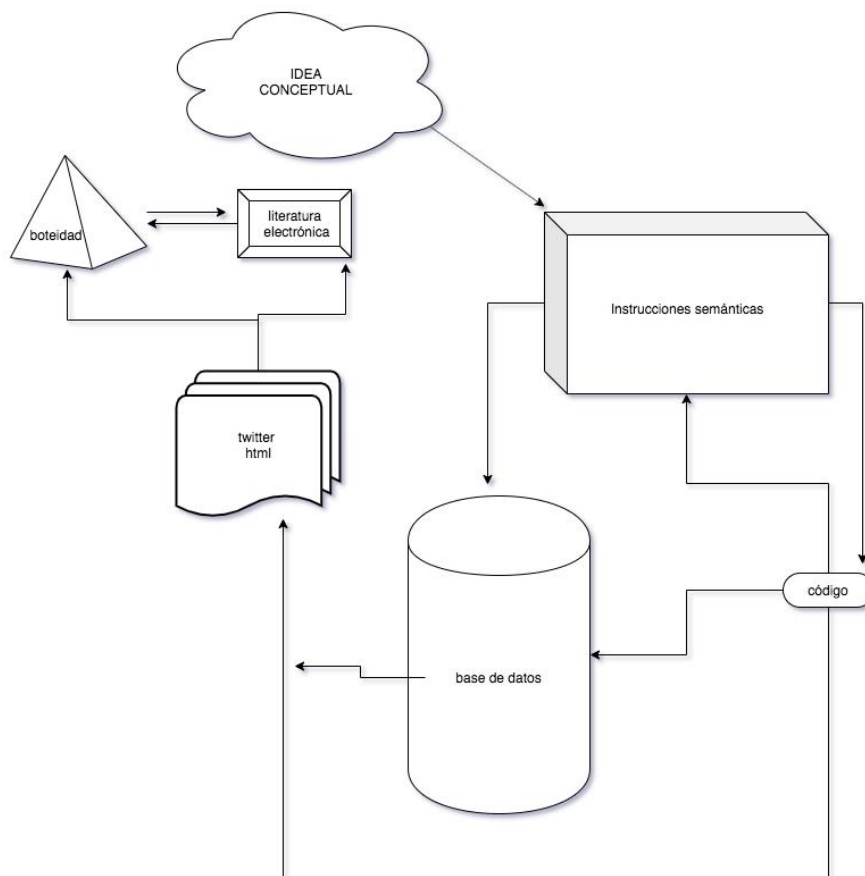 IDEA
CONCEPTUAL
boteidad
literatura
electrónica
Instrucciones semánticas
twitter
html
código
base de datos